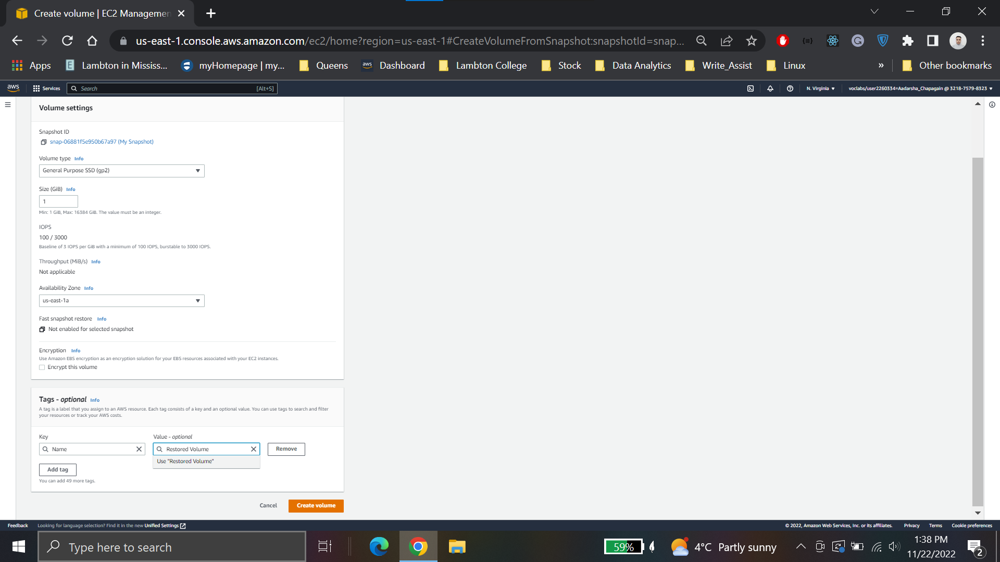 Create volume | EC2 Managemen
us-east-1.console.aws.amazon.com/ec2/home?region=us-east-1#CreateVolumeFromSnapshot:snapshotId=snap...
Apps
Lambton in Mississ...
myHomepage | my...
Queens
aws
Dashboard
Lambton College
Stock
Data Analytics
Write_Assist
Linux
»
Other bookmarks
aws
Services
Search
[Alt+S]
N. Virginia
voclabs/user2260334=Aadarsha_Chapagain @ 3218-7579-8323
Volume settings
Snapshot ID
snap-06881f5e950b67a97 (My Snapshot)
Volume type Info
General Purpose SSD (gp2)
Size (GiB) Info
1
Min: 1 GiB, Max: 16384 GiB. The value must be an integer.
IOPS
100 / 3000
Baseline of 3 IOPS per GiB with a minimum of 100 IOPS, burstable to 3000 IOPS.
Throughput (MiB/s) Info
Not applicable
Availability Zone Info
us-east-1a
Fast snapshot restore Info
Not enabled for selected snapshot
Encryption Info
Use Amazon EBS encryption as an encryption solution for your EBS resources associated with your EC2 instances.
Encrypt this volume
Tags - optional Info
A tag is a label that you assign to an AWS resource. Each tag consists of a key and an optional value. You can use tags to search and filter
your resources or track your AWS costs.
Key
Value - optional
Name
Restored Volume
Remove
Use "Restored Volume"
Add tag
You can add 49 more tags.
Cancel
Create volume
Feedback
Looking for language selection? Find it in the new Unified Settings
© 2022, Amazon Web Services, Inc. or its affiliates.
Privacy
Terms
Cookie preferences
Type here to search
59%
4°C Partly sunny
1:38 PM
11/22/2022
2